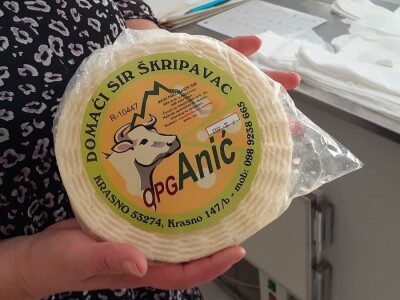 DOMAĆI SIR ŠKRIPAVAC
R-10447
OPG Anić
KRASNO 53274, Krasno 147/b - mob: 098 9238 665